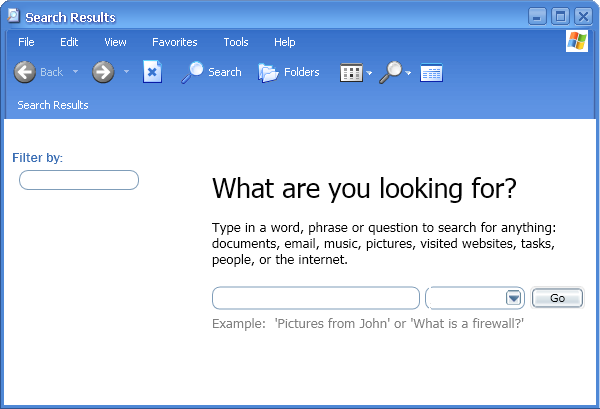 Search Results
File Edit View Favorites Tools Help
Back Search Folders
Search Results
Filter by:
What are you looking for?
Type in a word, phrase or question to search for anything:
documents, email, music, pictures, visited websites, tasks,
people, or the internet.
Go
Example: 'Pictures from John' or 'What is a firewall?'